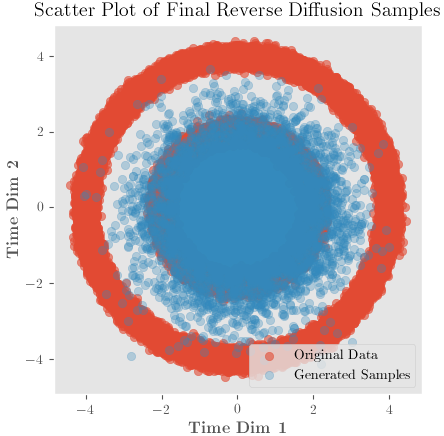 Scatter Plot of Final Reverse Diffusion Samples
4
2
0
−2
−4
Time Dim 2
Original Data
Generated Samples
−4 −2 0 2 4
Time Dim 1